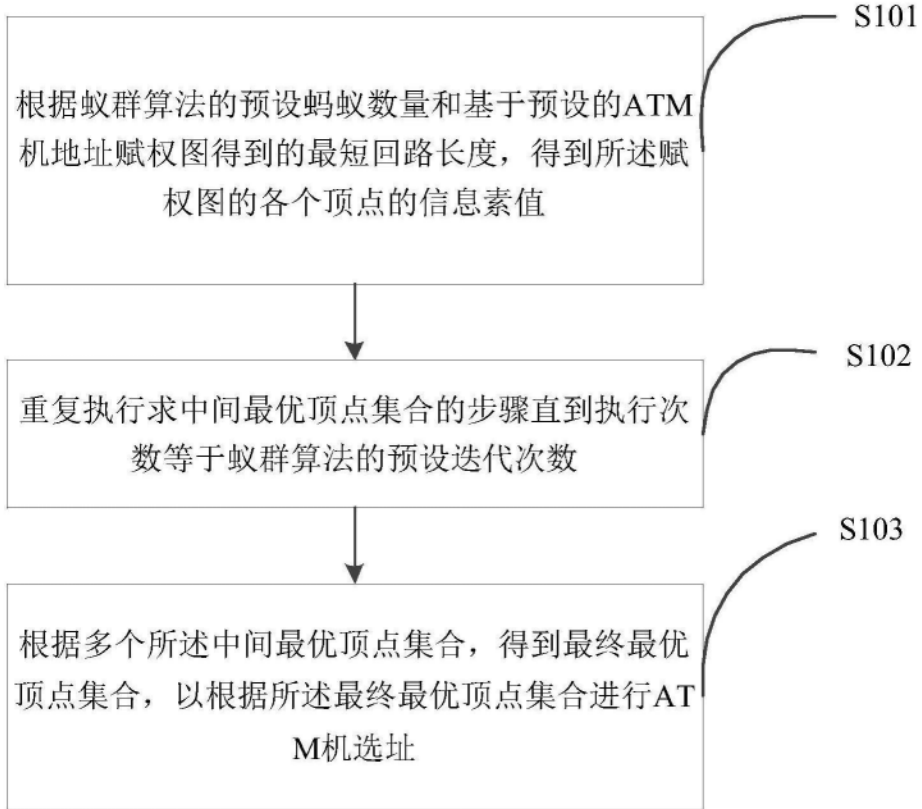 S101
根据蚁群算法的预设蚂蚁数量和基于预设的ATM
机地址赋权图得到的最短回路长度，得到所述赋
权图的各个顶点的信息素值
S102
重复执行求中间最优顶点集合的步骤直到执行次
数等于蚁群算法的预设迭代次数
S103
根据多个所述中间最优顶点集合，得到最终最优
顶点集合，以根据所述最终最优顶点集合进行AT
M机选址